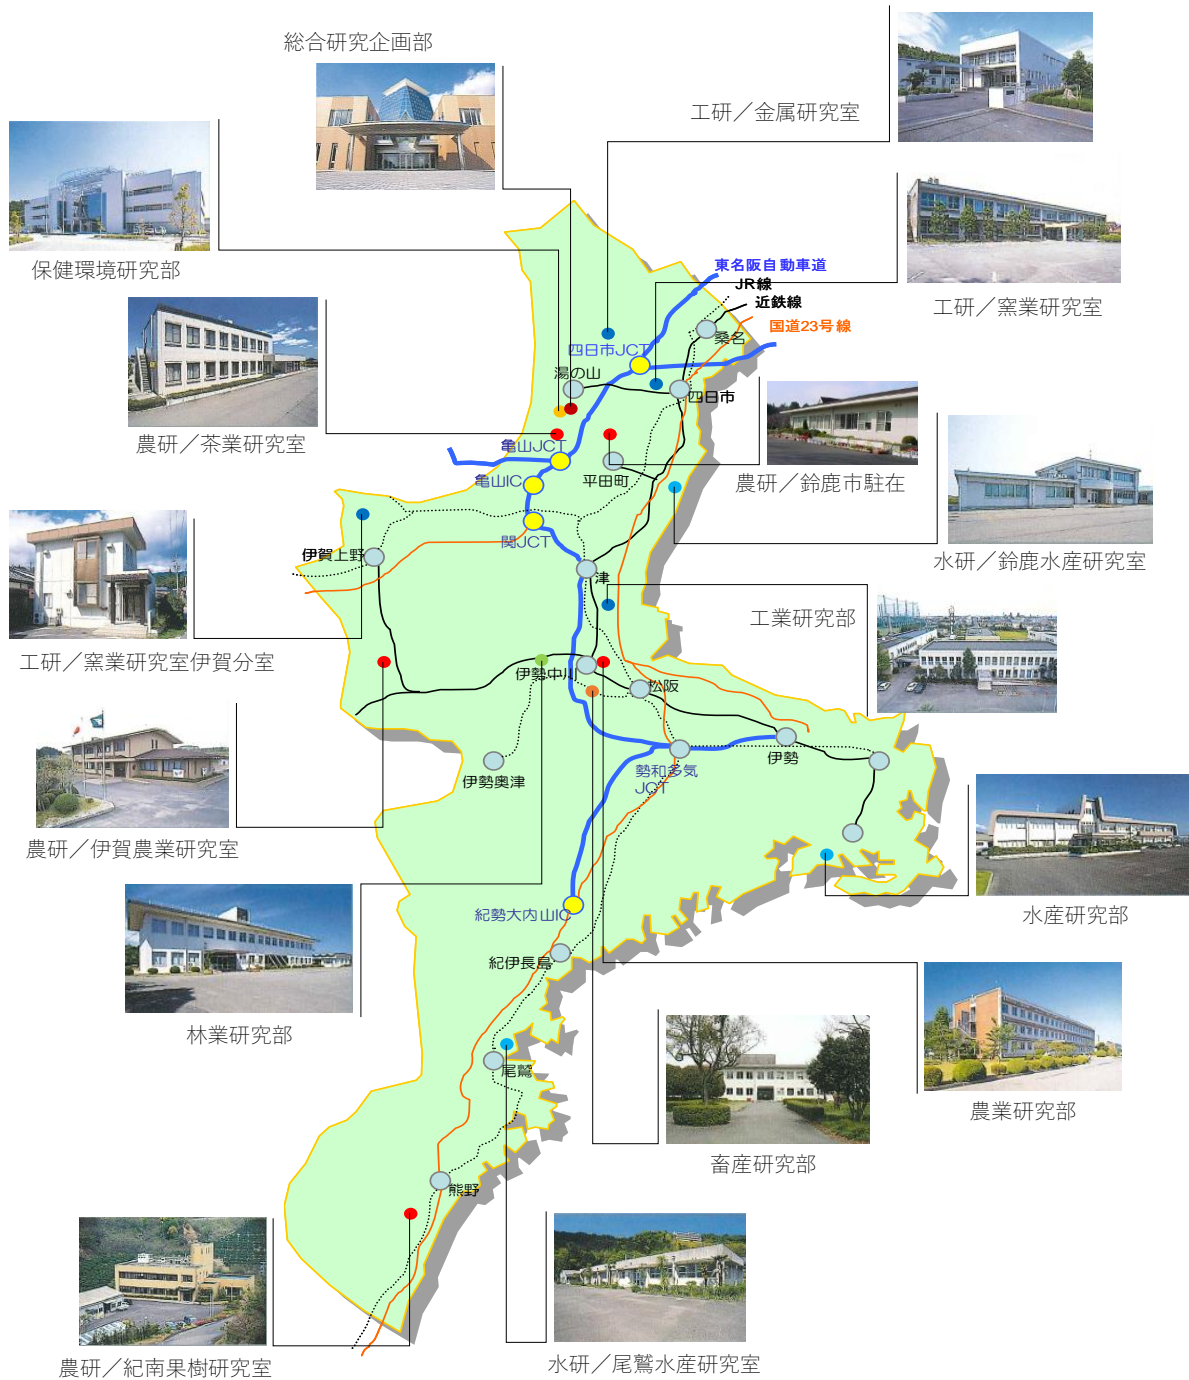 総合研究企画部
工研／金属研究室
保健環境研究部
東名阪自動車道
JR線
近鉄線
国道23号線
工研／窯業研究室
桑名
四日市JCT
湯の山
四日市
農研／茶業研究室
亀山JCT
亀山IC
平田町
農研／鈴鹿市駐在
関JCT
伊賀上野
津
水研／鈴鹿水産研究室
工業研究部
工研／窯業研究室伊賀分室
伊勢中川
松阪
伊勢
伊勢奥津
勢和多気
JCT
農研／伊賀農業研究室
紀勢大内山IC
水産研究部
紀伊長島
林業研究部
尾鷲
農業研究部
畜産研究部
熊野
農研／紀南果樹研究室
水研／尾鷲水産研究室